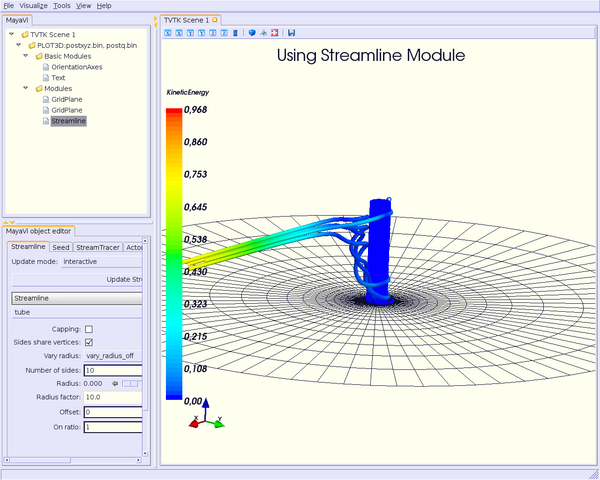 File Visualize Tools View Help
MayaVi
TVTK Scene 1
PLOT3D:postxyz.bin, postq.bin
Basic Modules
OrientationAxes
Text
Modules
GridPlane
GridPlane
Streamline
MayaVi object editor
Streamline Seed StreamTracer Actor
Update mode: interactive
Update Stre
Streamline
tube
Capping:
Sides share vertices:
Vary radius: vary_radius_off
Number of sides: 10
Radius: 0.000
Radius factor: 10.0
Offset: 0
On ratio: 1
TVTK Scene 1
Using Streamline Module
KineticEnergy
0,968
0,860
0,753
0,645
0,538
0,430
0,323
0,215
0,108
0,00
X Y